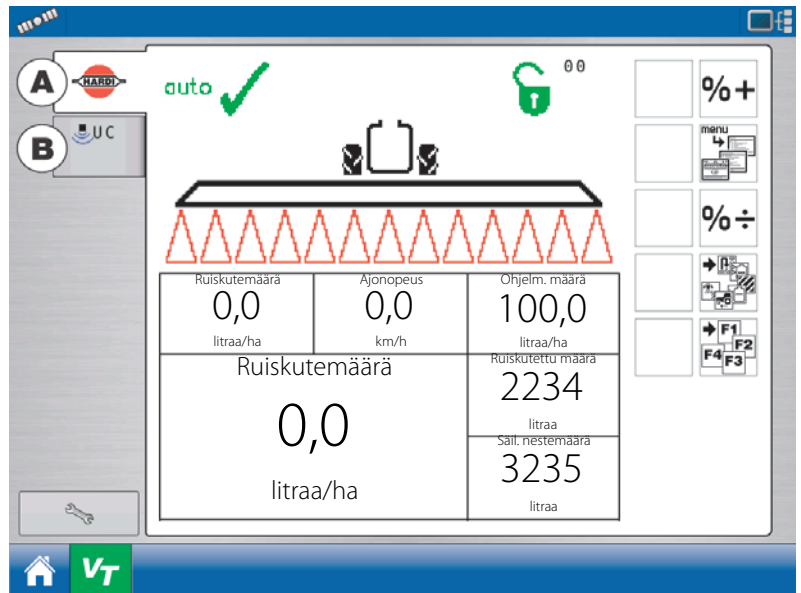 A
HARDI
auto
00
%+
B
UC
menu
%÷
Ruiskutemäärä
0,0
litraa/ha
Ajonopeus
0,0
km/h
Ohjelm. määrä
100,0
litraa/ha
F1
F2
F4 F3
Ruiskutemäärä
0,0
litraa/ha
Ruiskutettu määrä
2234
litraa
Säil. nestemäärä
3235
litraa
VT